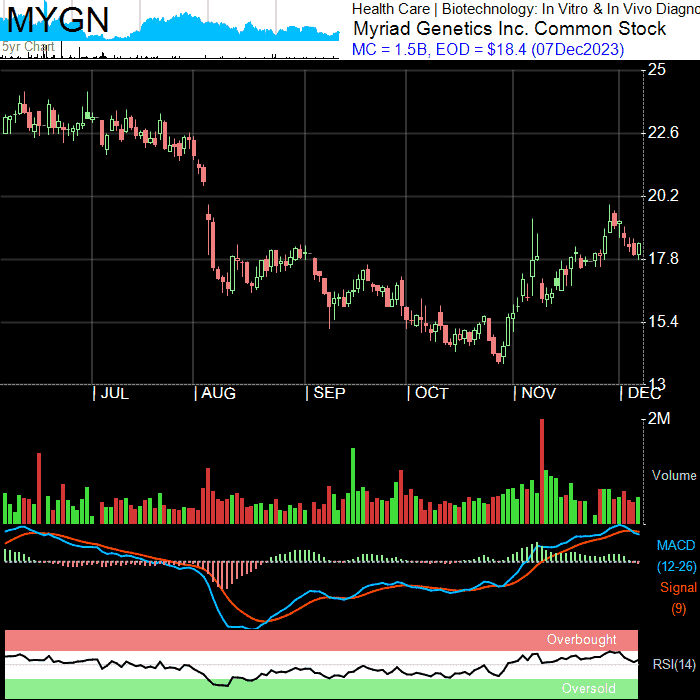 MYGN
5yr Chart
Health Care | Biotechnology: In Vitro & In Vivo Diagno
Myriad Genetics Inc. Common Stock
MC = 1.5B, EOD = $18.4 (07Dec2023)
25
22.6
20.2
17.8
15.4
13
| JUL | AUG | SEP | OCT | NOV | DEC
2M
Volume
MACD
(12-26)
Signal
(9)
Overbought
RSI(14)
Oversold